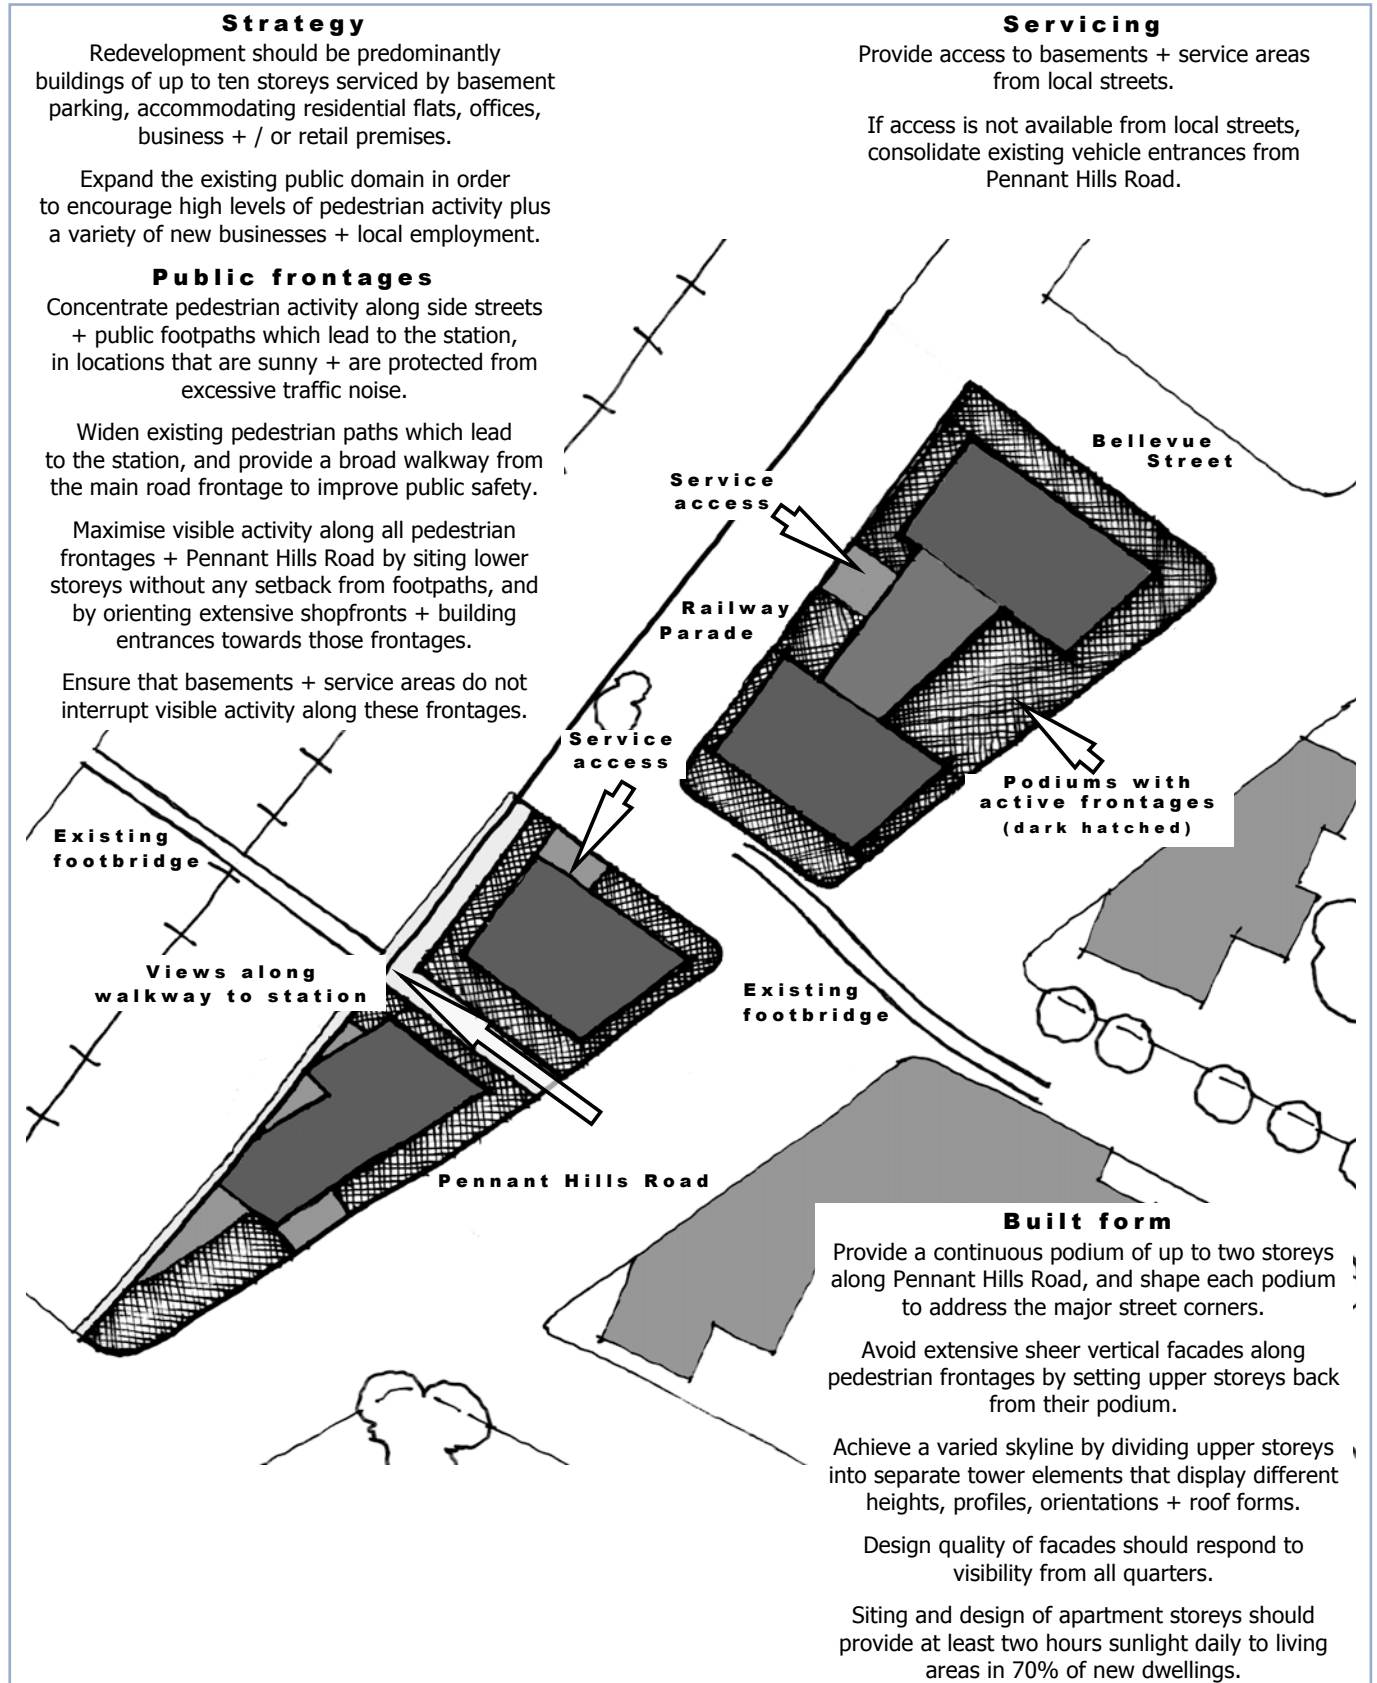 Strategy
Redevelopment should be predominantly
buildings of up to ten storeys serviced by basement
parking, accommodating residential flats, offices,
business + / or retail premises.
Expand the existing public domain in order
to encourage high levels of pedestrian activity plus
a variety of new businesses + local employment.
Public frontages
Concentrate pedestrian activity along side streets
+ public footpaths which lead to the station,
in locations that are sunny + are protected from
excessive traffic noise.
Widen existing pedestrian paths which lead
to the station, and provide a broad walkway from
the main road frontage to improve public safety.
Maximise visible activity along all pedestrian
frontages + Pennant Hills Road by siting lower
storeys without any setback from footpaths, and
by orienting extensive shopfronts + building
entrances towards those frontages.
Ensure that basements + service areas do not
interrupt visible activity along these frontages.
Servicing
Provide access to basements + service areas
from local streets.
If access is not available from local streets,
consolidate existing vehicle entrances from
Pennant Hills Road.
Bellevue
Street
Service
access
Railway
Parade
Service
access
Podiums with
active frontages
(dark hatched)
Existing
footbridge
Views along
walkway to station
Existing
footbridge
Pennant Hills Road
Built form
Provide a continuous podium of up to two storeys
along Pennant Hills Road, and shape each podium
to address the major street corners.
Avoid extensive sheer vertical facades along
pedestrian frontages by setting upper storeys back
from their podium.
Achieve a varied skyline by dividing upper storeys
into separate tower elements that display different
heights, profiles, orientations + roof forms.
Design quality of facades should respond to
visibility from all quarters.
Siting and design of apartment storeys should
provide at least two hours sunlight daily to living
areas in 70% of new dwellings.